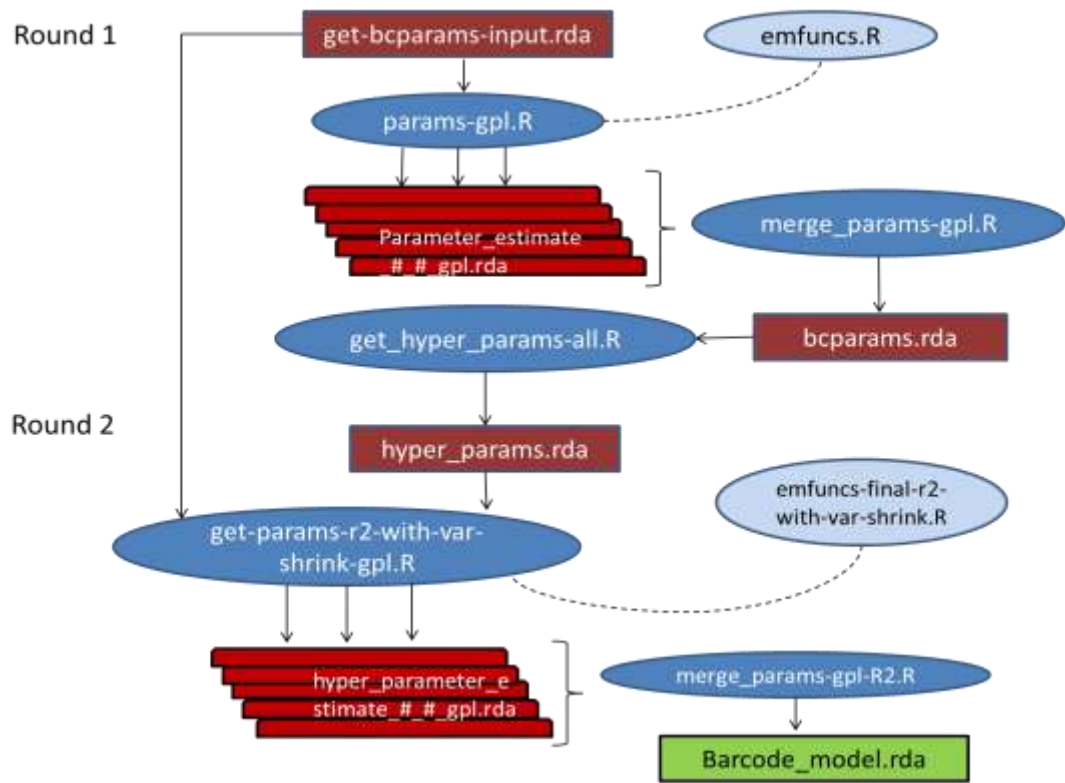 Round 1
get-bcparams-input.rda
emfuncs.R
params-gpl.R
Parameter_estimate
_#_#_gpl.rda
merge_params-gpl.R
get_hyper_params-all.R
bcparams.rda
Round 2
hyper_params.rda
emfuncs-final-r2-
with-var-shrink.R
get-params-r2-with-var-
shrink-gpl.R
hyper_parameter_e
stimate_#_#_gpl.rda
merge_params-gpl-R2.R
Barcode_model.rda